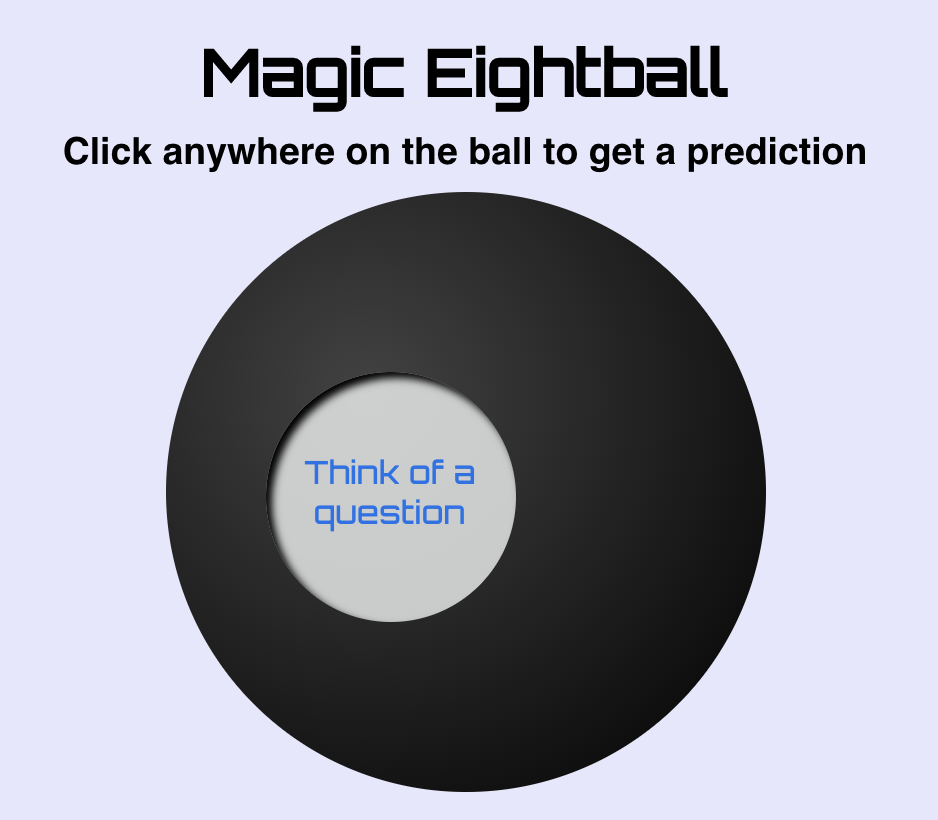 Magic Eightball
Click anywhere on the ball to get a prediction
Think of a
question